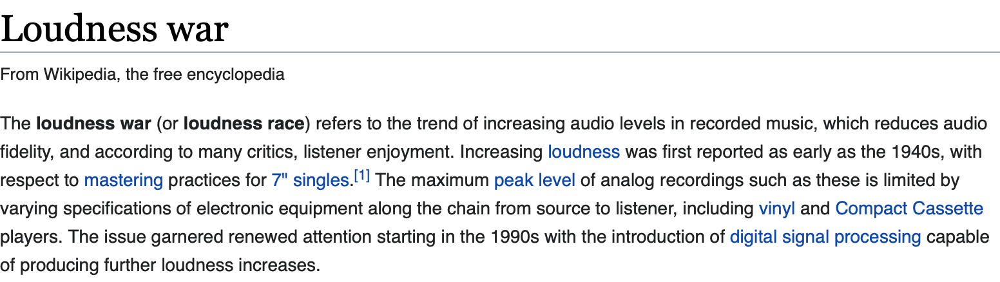 Loudness war
From Wikipedia, the free encyclopedia
The loudness war (or loudness race) refers to the trend of increasing audio levels in recorded music, which reduces audio
fidelity, and according to many critics, listener enjoyment. Increasing loudness was first reported as early as the 1940s, with
respect to mastering practices for 7" singles.[1] The maximum peak level of analog recordings such as these is limited by
varying specifications of electronic equipment along the chain from source to listener, including vinyl and Compact Cassette
players. The issue garnered renewed attention starting in the 1990s with the introduction of digital signal processing capable
of producing further loudness increases.